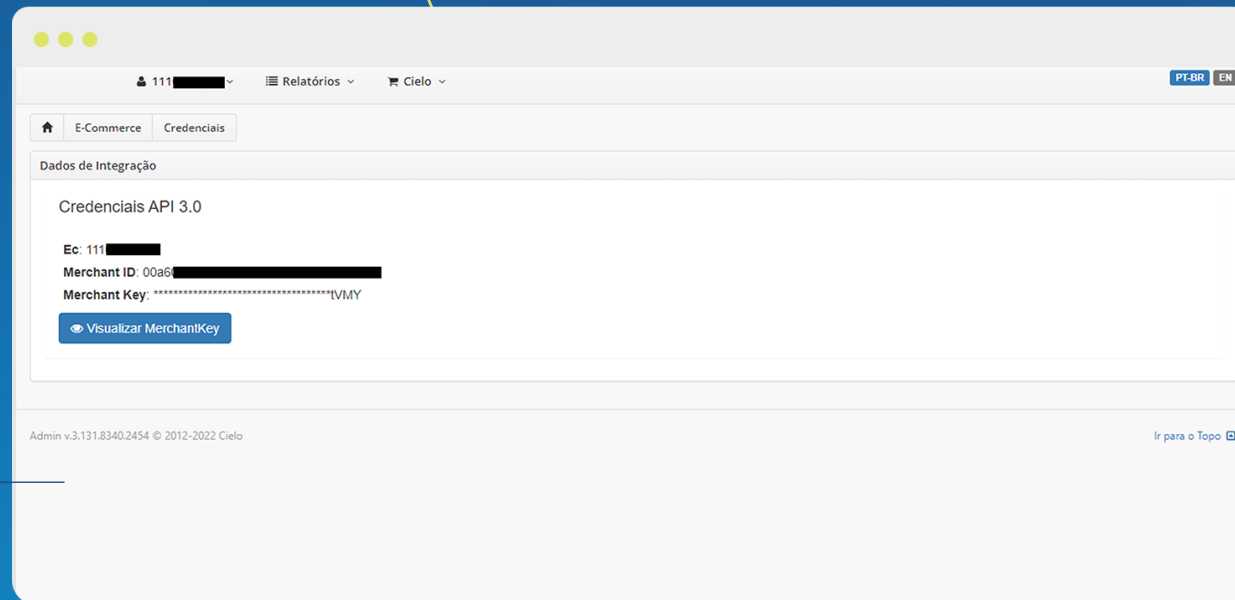 111 Relatórios Cielo PT-BR EN
E-Commerce Credenciais
Dados de Integração
Credenciais API 3.0
Ec: 111
Merchant ID: 00a6
Merchant Key: ************************************tVMY
Visualizar MerchantKey
Admin v.3.131.8340.2454 © 2012-2022 Cielo Ir para o Topo